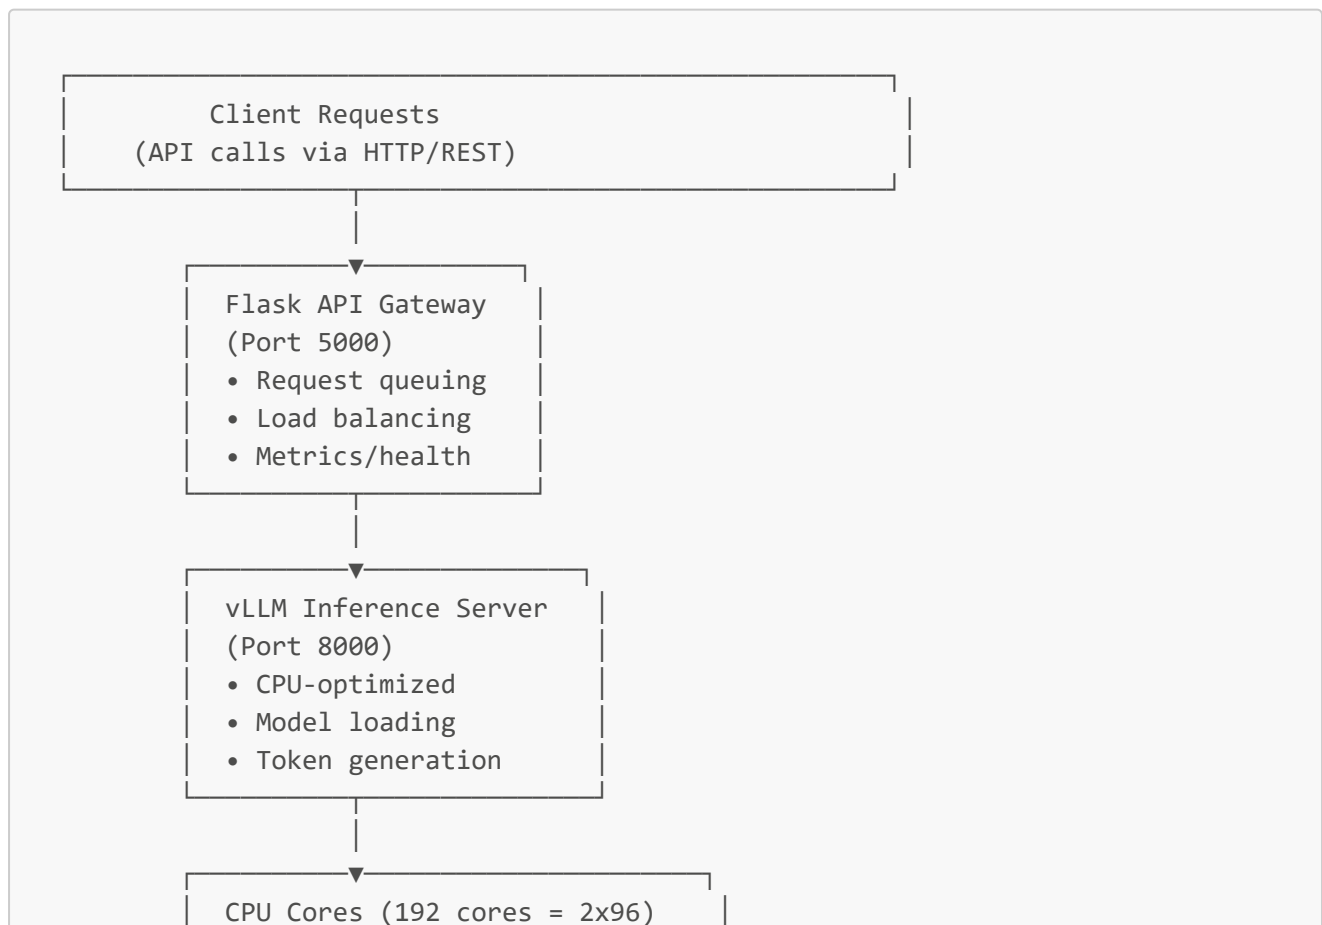 Client Requests
(API calls via HTTP/REST)
Flask API Gateway
(Port 5000)
• Request queuing
• Load balancing
• Metrics/health
vLLM Inference Server
(Port 8000)
• CPU-optimized
• Model loading
• Token generation
CPU Cores (192 cores = 2x96)